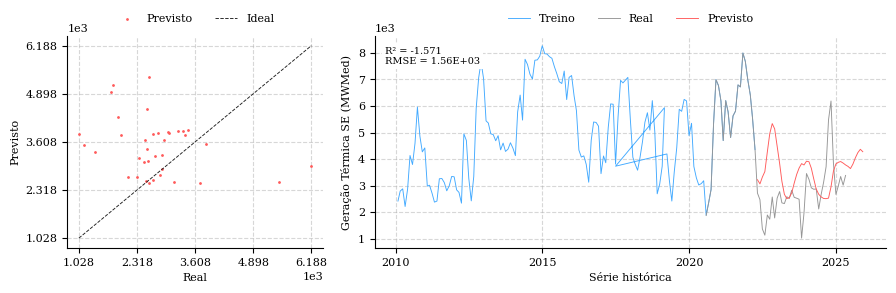 Previsto Ideal
1e3
6.188
4.898
3.608
2.318
1.028
Previsto
1.028 2.318 3.608 4.898 6.188
1e3
Real
Treino Real Previsto
1e3
R² = -1.571
RMSE = 1.56E+03
8
7
6
5
4
3
2
1
Geração Térmica SE (MWMed)
2010 2015 2020 2025
Série histórica